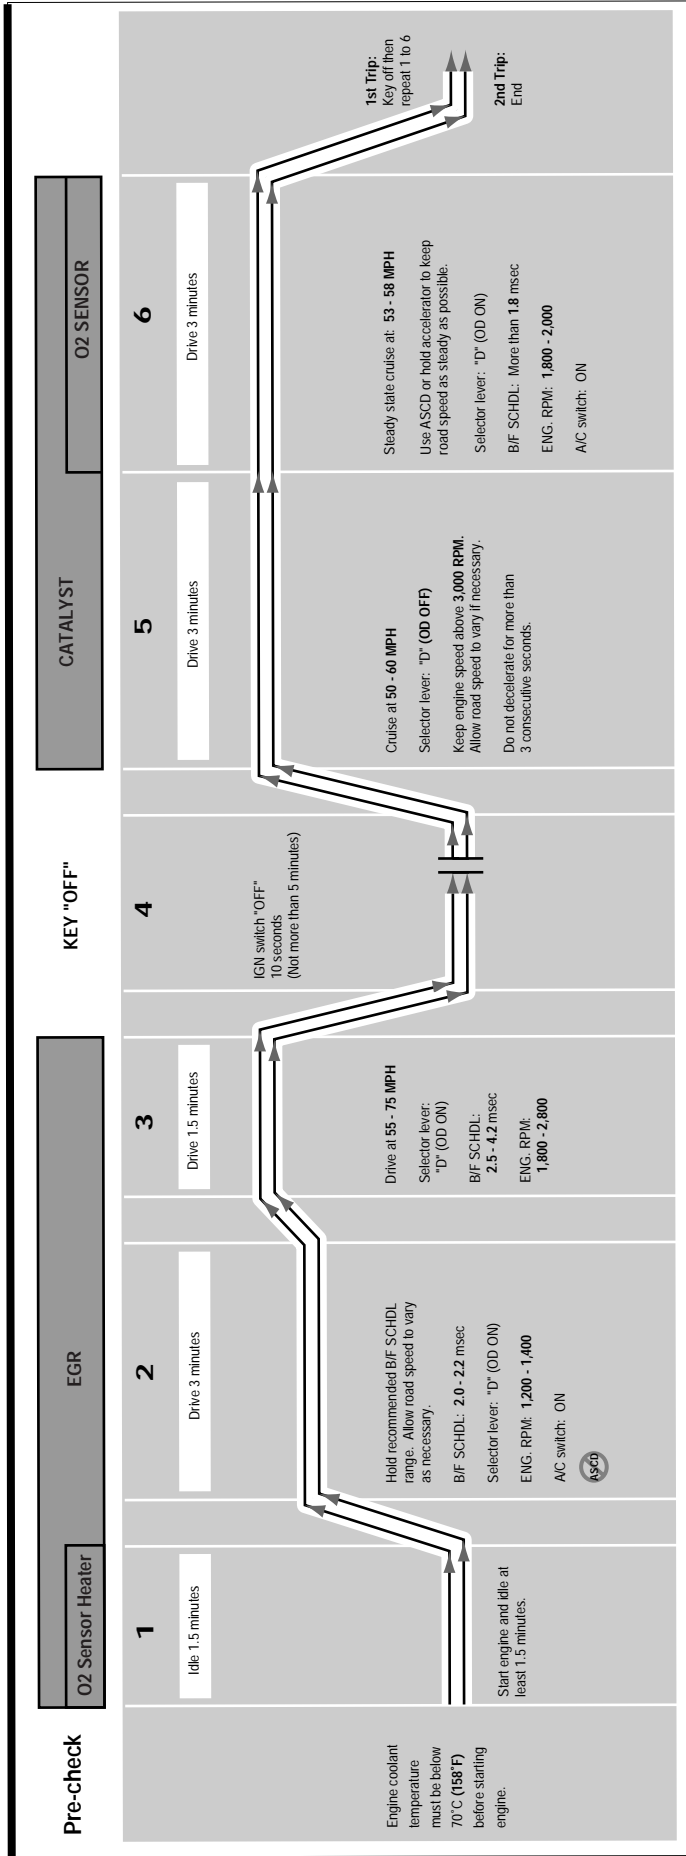 Pre-check
O2 Sensor Heater
EGR
KEY "OFF"
CATALYST
O2 SENSOR
Engine coolant
temperature
must be below
70˚C (158˚F)
before starting
engine.
1
Idle 1.5 minutes
Start engine and idle at
least 1.5 minutes.
2
Drive 3 minutes
Hold recommended B/F SCHDL
range. Allow road speed to vary
as necessary.
B/F SCHDL: 2.0 - 2.2 msec
Selector lever: "D" (OD ON)
ENG. RPM: 1,200 - 1,400
A/C switch: ON
ASCD
3
Drive 1.5 minutes
Drive at 55 - 75 MPH
Selector lever:
"D" (OD ON)
B/F SCHDL:
2.5 - 4.2 msec
ENG. RPM:
1,800 - 2,800
4
IGN switch "OFF"
10 seconds
(Not more than 5 minutes)
5
Drive 3 minutes
Cruise at 50 - 60 MPH
Selector lever: "D" (OD OFF)
Keep engine speed above 3,000 RPM.
Allow road speed to vary if necessary.
Do not decelerate for more than
3 consecutive seconds.
6
Drive 3 minutes
Steady state cruise at: 53 - 58 MPH
Use ASCD or hold accelerator to keep
road speed as steady as possible.
Selector lever: "D" (OD ON)
B/F SCHDL: More than 1.8 msec
ENG. RPM: 1,800 - 2,000
A/C switch: ON
1st Trip:
Key off then
repeat 1 to 6
2nd Trip:
End